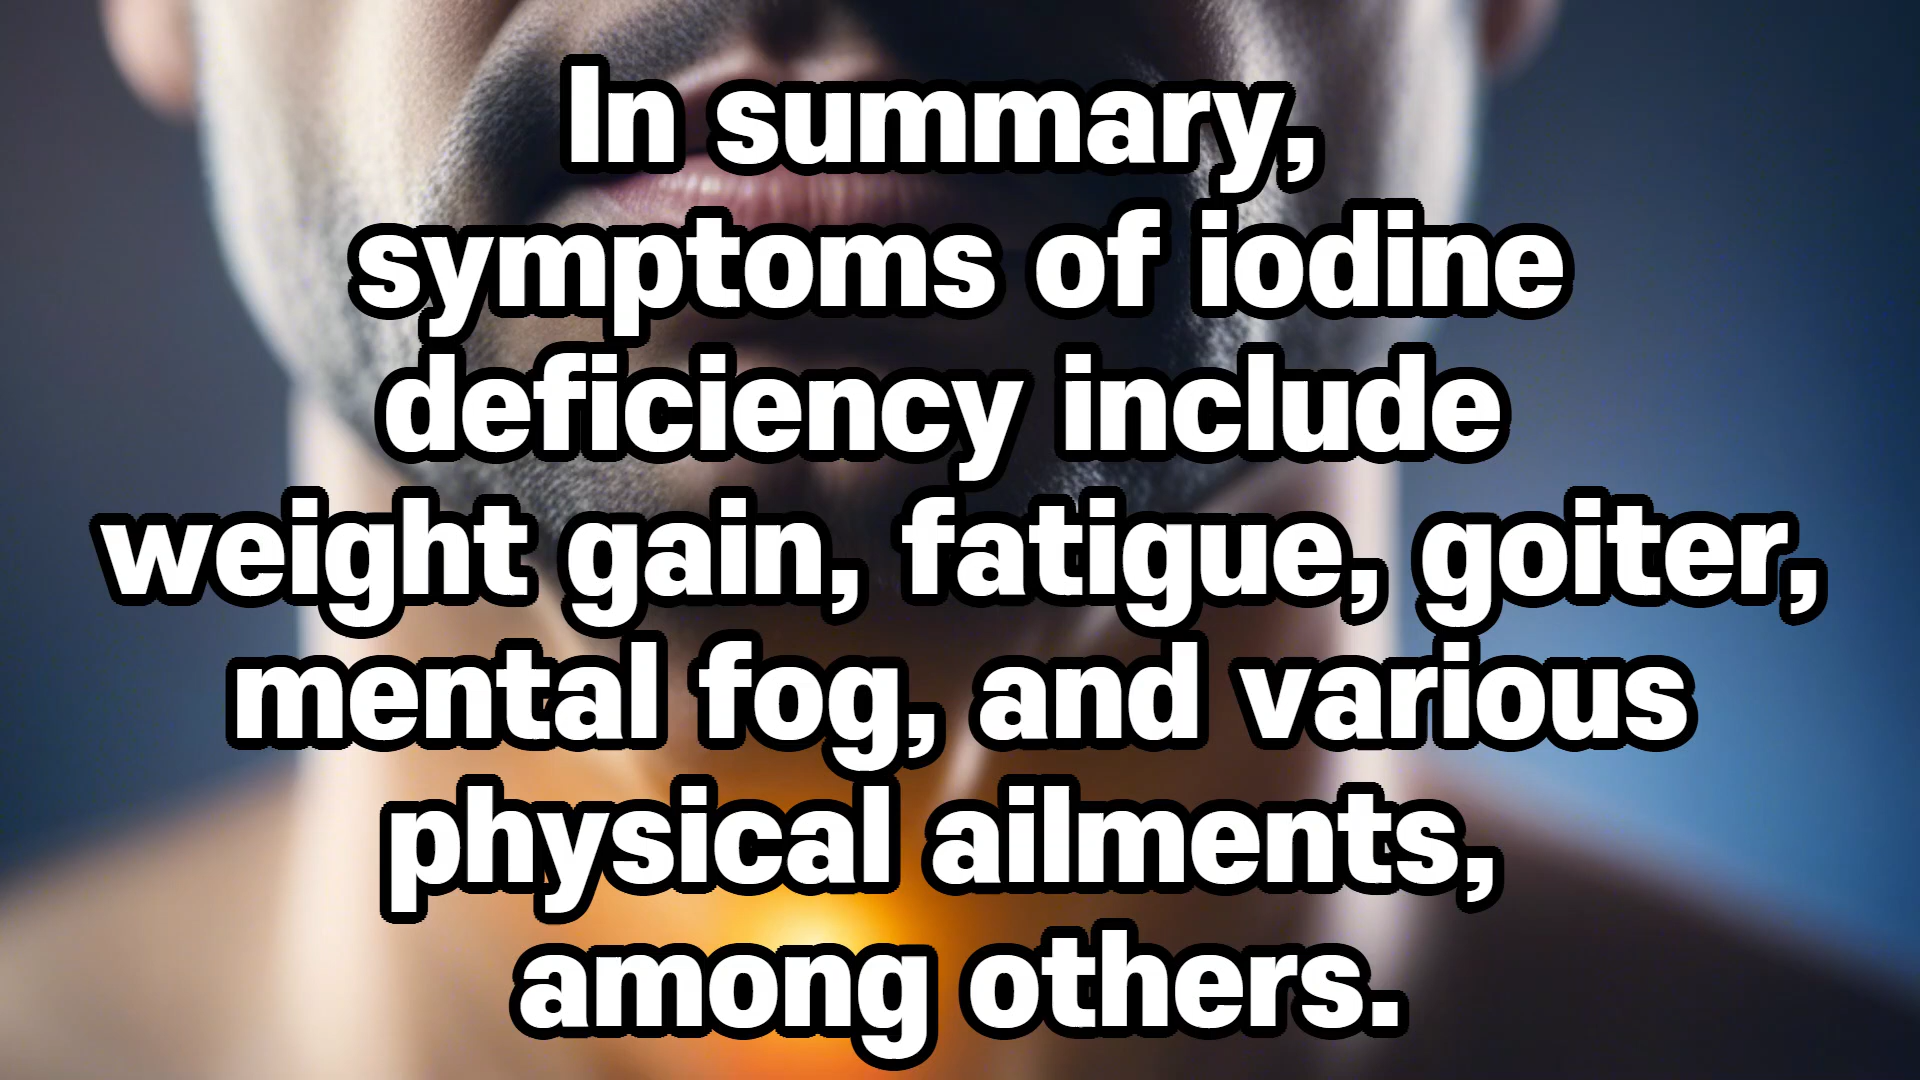 In summary,
symptoms of iodine
deficiency include
weight gain, fatigue, goiter,
mental fog, and various
physical ailments,
among others.